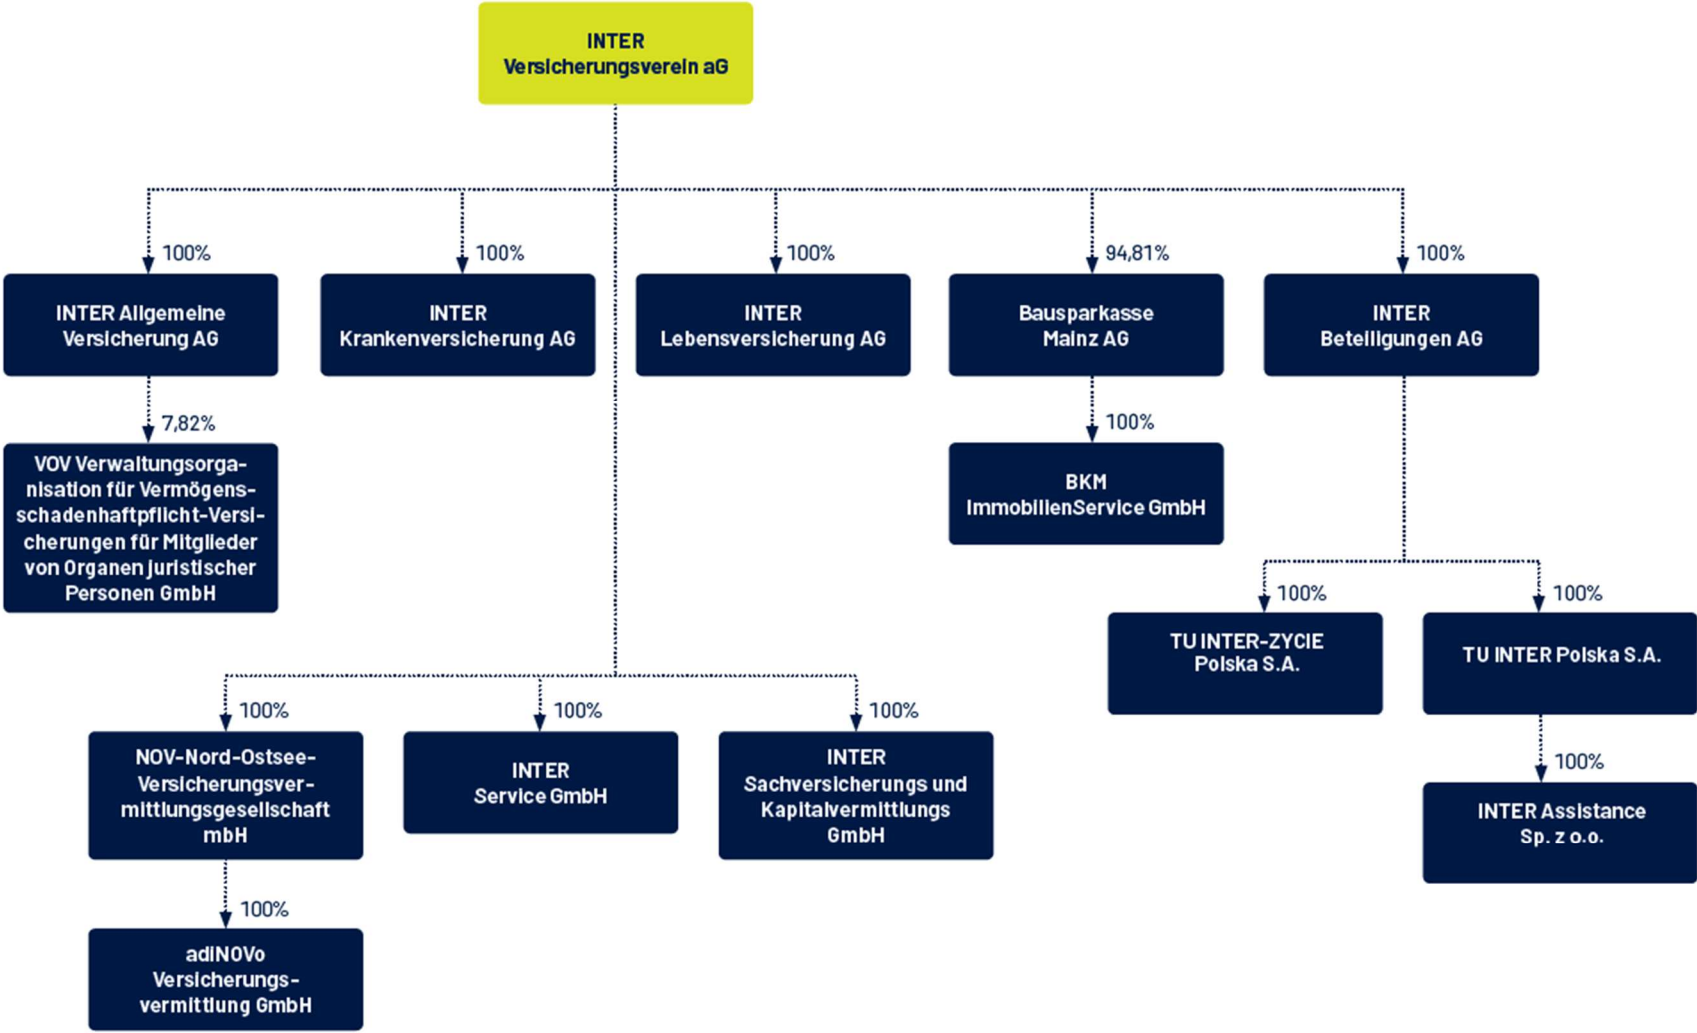 INTER
Versicherungsverein aG
100%
100%
100%
94,81%
100%
INTER Allgemeine
Versicherung AG
INTER
Krankenversicherung AG
INTER
Lebensversicherung AG
Bausparkasse
Mainz AG
INTER
Beteiligungen AG
7,82%
100%
VOV Verwaltungsorga-
nisation für Vermögens-
schadenhaftpflicht-Versi-
cherungen für Mitglieder
von Organen juristischer
Personen GmbH
BKM
ImmobilienService GmbH
100%
100%
TU INTER-ZYCIE
Polska S.A.
TU INTER Polska S.A.
100%
100%
100%
NOV-Nord-Ostsee-
Versicherungsver-
mittlungsgesellschaft
mbH
INTER
Service GmbH
INTER
Sachversicherungs und
Kapitalvermittlungs
GmbH
100%
INTER Assistance
Sp. z o.o.
100%
adiNOVo
Versicherungs-
vermittlung GmbH